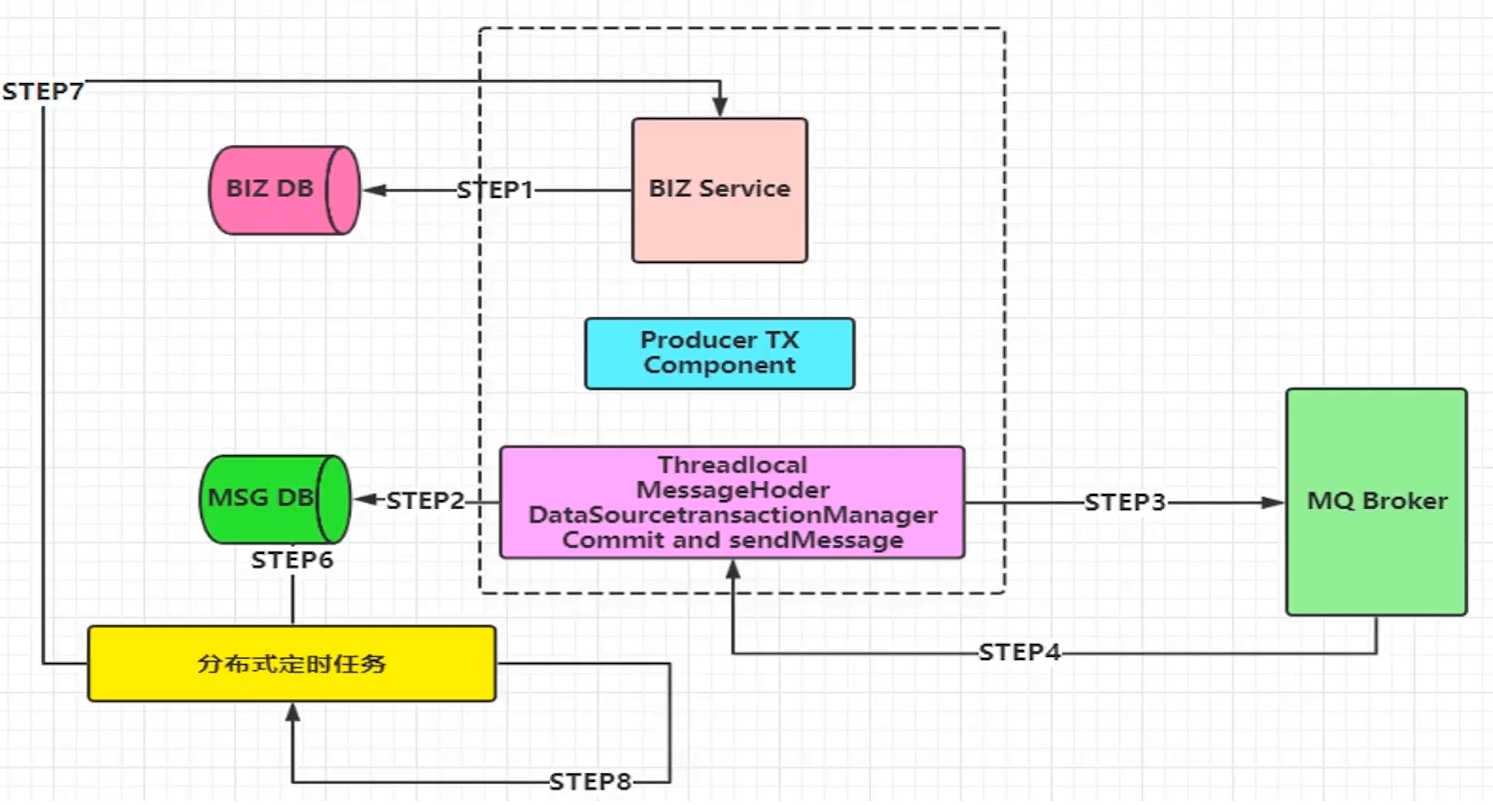 STEP7
BIZ DB
STEP1
BIZ Service
Producer TX
Component
MSG DB
STEP2
Threadlocal
MessageHoder
DataSourcetransactionManager
Commit and sendMessage
STEP3
MQ Broker
STEP6
STEP4
分布式定时任务
STEP8